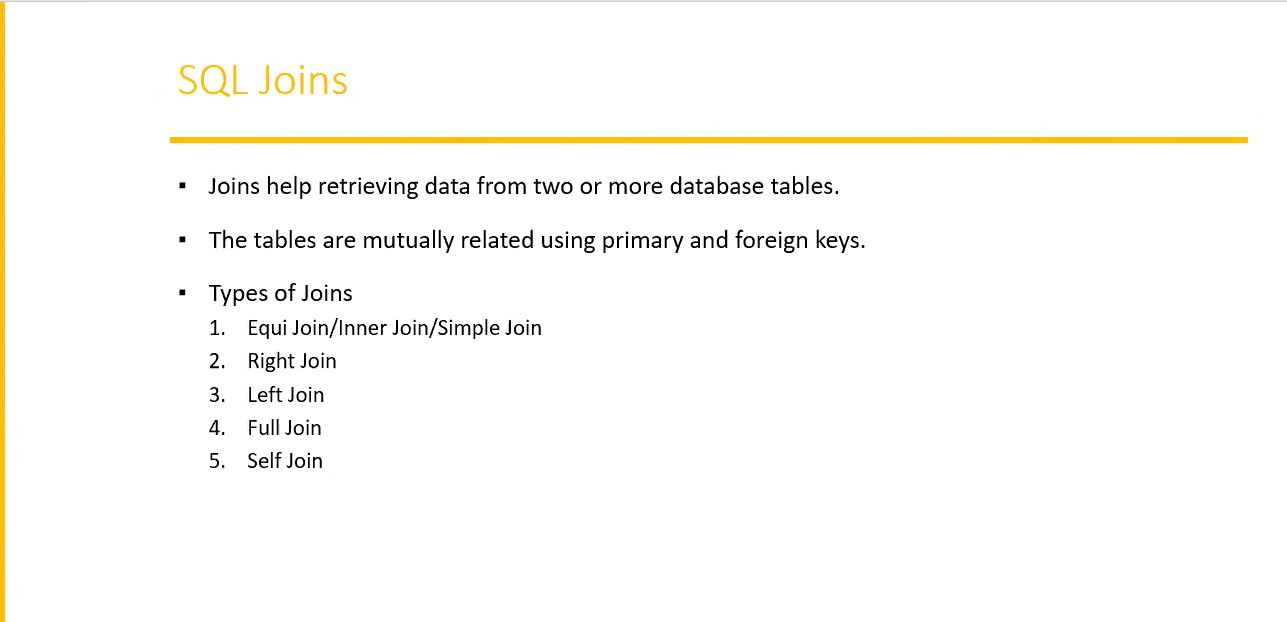 SQL Joins
▪ Joins help retrieving data from two or more database tables.
▪ The tables are mutually related using primary and foreign keys.
▪ Types of Joins
1. Equi Join/Inner Join/Simple Join
2. Right Join
3. Left Join
4. Full Join
5. Self Join